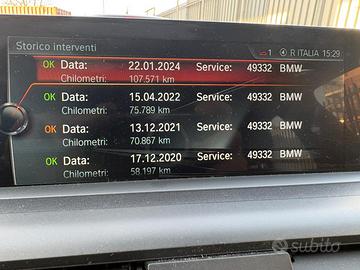 Storico interventi 1 4 R ITALIA 15:29
OK Data: 22.01.2024 Service: 49332 BMW
Chilometri: 107.571 km
OK Data: 15.04.2022 Service: 49332 BMW
Chilometri: 75.789 km
OK Data: 13.12.2021 Service: 49332 BMW
Chilometri: 70.867 km
OK Data: 17.12.2020 Service: 49332 BMW
Chilometri: 58.197 km
subito